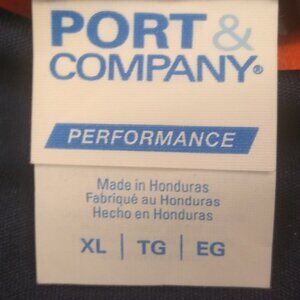 PORT &
COMPANY®
PERFORMANCE
Made in Honduras
Fabriqué au Honduras
Hecho en Honduras
XL | TG | EG